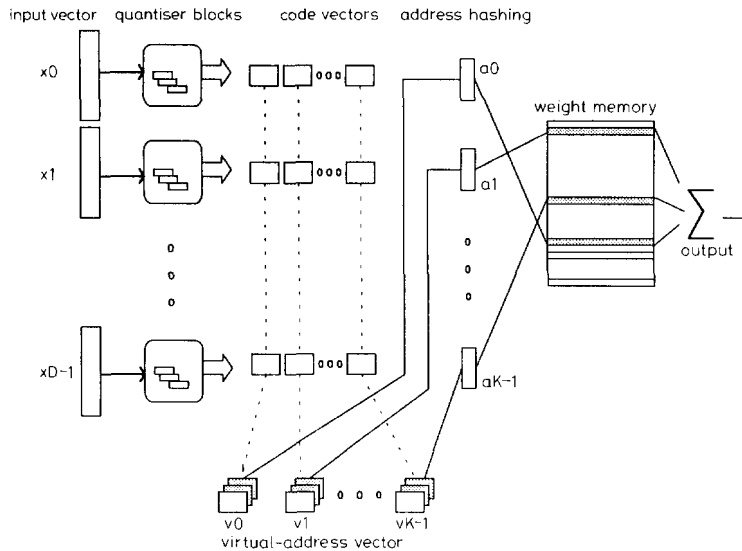 input vector
quantiser blocks
code vectors
address hashing
x0
a0
weight memory
x1
a1
Σ
output
xD-1
aK-1
v0
v1
vK-1
virtual-address vector